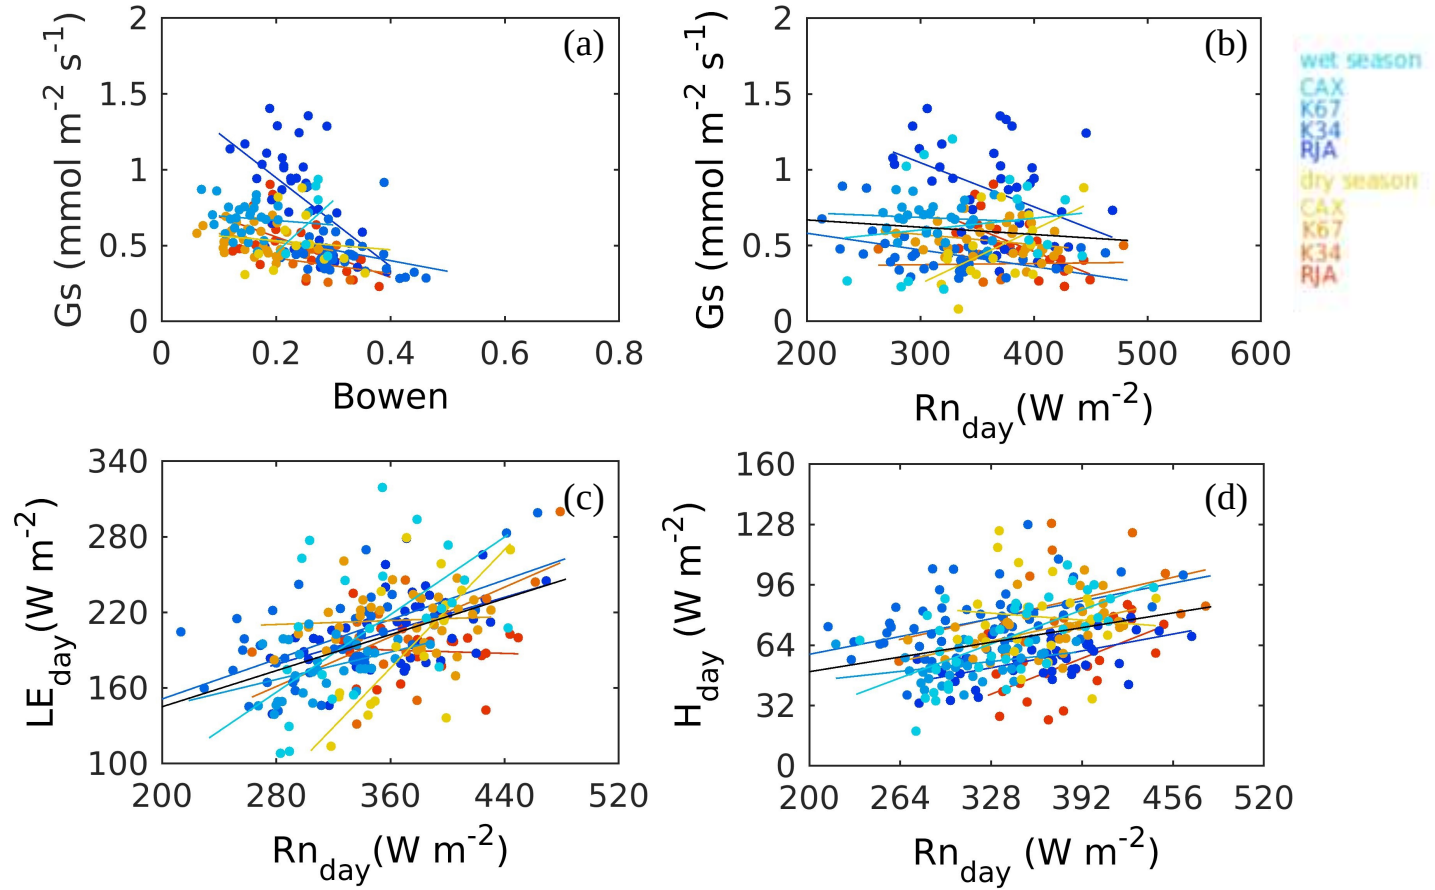 2
1.5
1
0.5
0
Gs (mmol m-2 s-1)
(a)
0 0.2 0.4 0.6 0.8
Bowen
2
1.5
1
0.5
0
Gs (mmol m-2 s-1)
(b)
200 300 400 500 600
Rnday(W m-2)
wet season
CAX
K67
K34
RJA
dry season
CAX
K67
K34
RJA
340
280
220
160
100
LEday(W m-2)
(c)
200 280 360 440 520
Rnday(W m-2)
160
128
96
64
32
0
Hday (W m-2)
(d)
200 264 328 392 456 520
Rnday (W m-2)